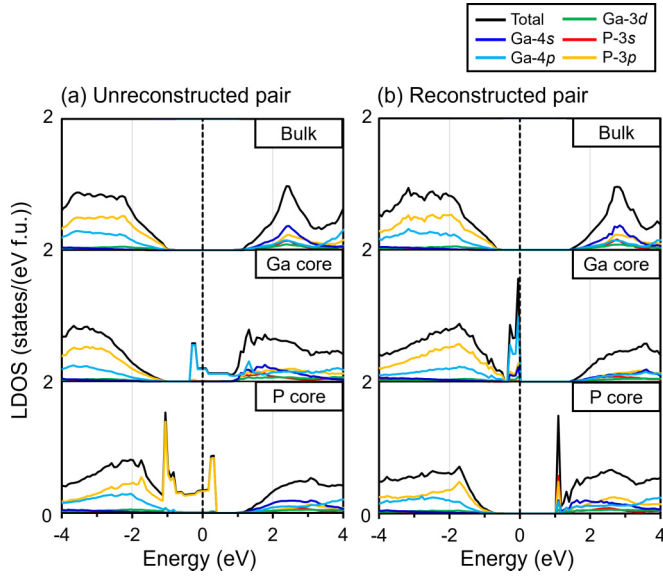 Total
Ga-3d
Ga-4s
P-3s
Ga-4p
P-3p
(a) Unreconstructed pair
(b) Reconstructed pair
LDOS (states/(eV f.u.))
2
Bulk
2
Bulk
2
Ga core
2
Ga core
2
P core
2
P core
0
0
-4 -2 0 2 4
-4 -2 0 2 4
Energy (eV)
Energy (eV)